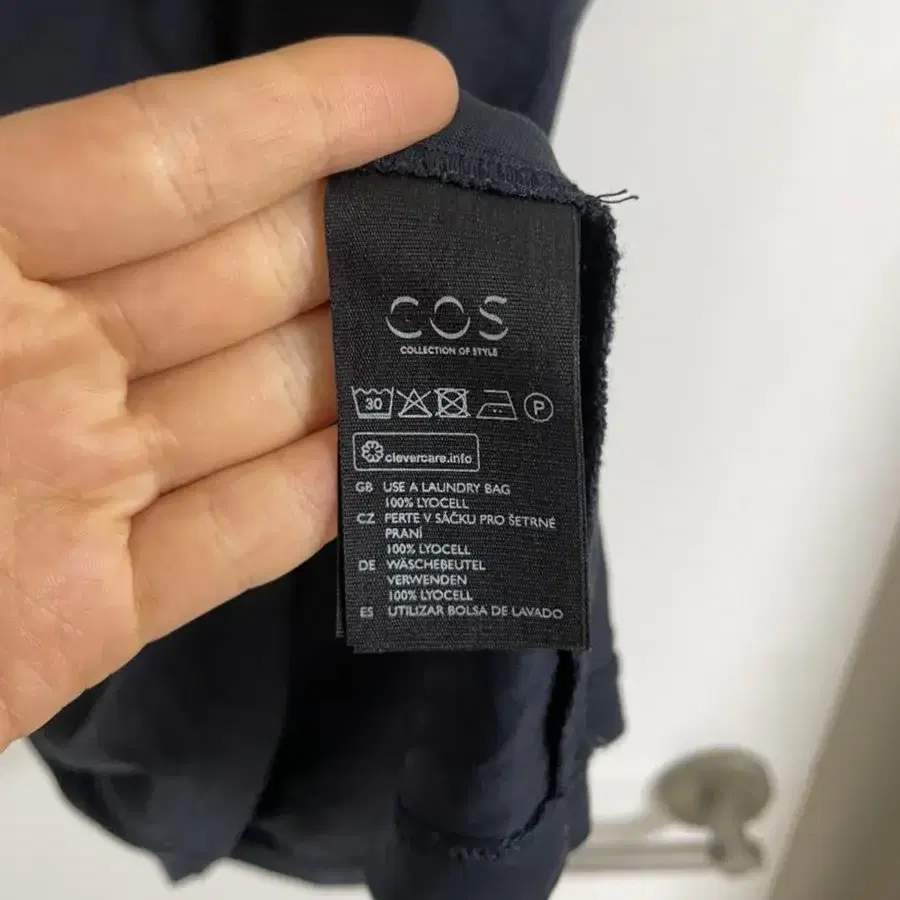 COS
COLLECTION OF STYLE
30 P
clevercare.info
GB USE A LAUNDRY BAG
100% LYOCELL
CZ PERTE V SÁČKU PRO ŠETRNÉ
PRANÍ
100% LYOCELL
DE WÄSCHEBEUTEL
VERWENDEN
100% LYOCELL
ES UTILIZAR BOLSA DE LAVADO